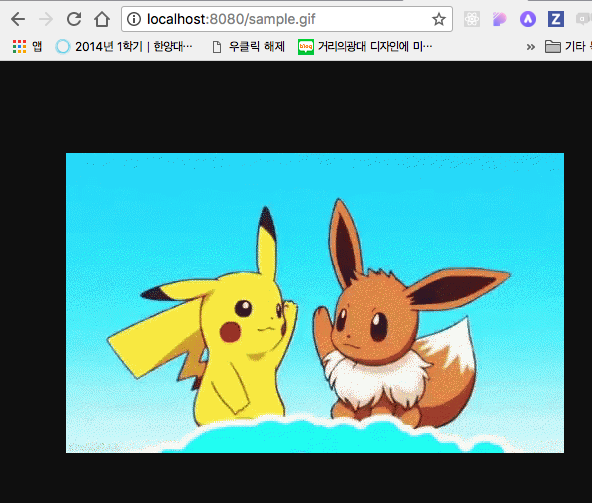 localhost:8080/sample.gif
앱 2014년 1학기 | 한양대… 우클릭 해제 blog 거리의광대 디자인에 미… » 기타